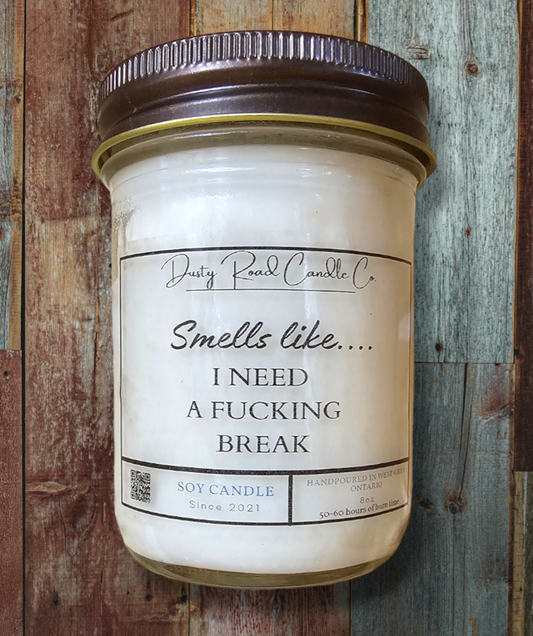 Dusty Road Candle Co.
Smells like....
I NEED
A FUCKING
BREAK
SOY CANDLE
Since 2021
HANDPOURED IN WEST
ONTARIO
8oz
50-60 hours of burn time